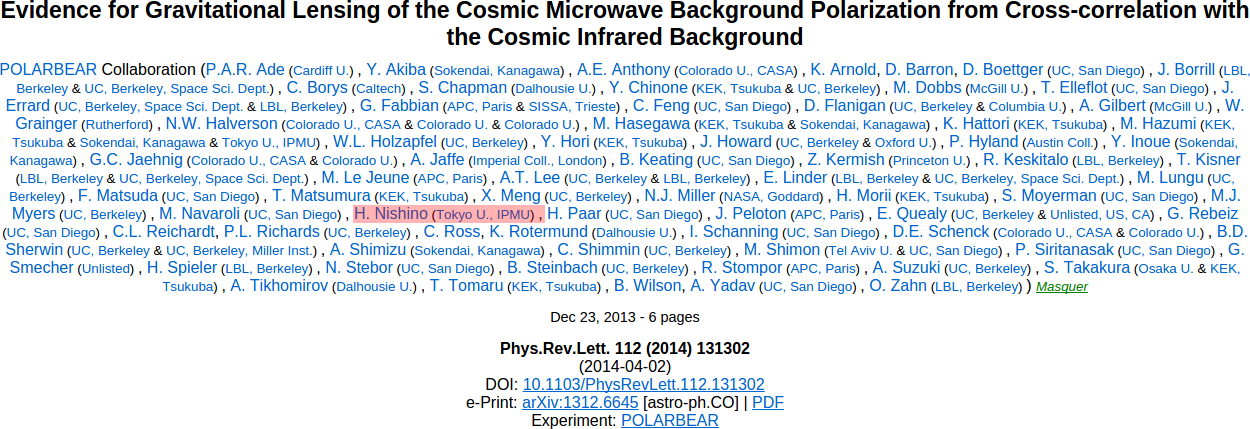 Evidence for Gravitational Lensing of the Cosmic Microwave Background Polarization from Cross-correlation with
the Cosmic Infrared Background
POLARBEAR Collaboration (P.A.R. Ade (Cardiff U.) , Y. Akiba (Sokendai, Kanagawa) , A.E. Anthony (Colorado U., CASA) , K. Arnold, D. Barron, D. Boettger (UC, San Diego) , J. Borrill (LBL,
Berkeley & UC, Berkeley, Space Sci. Dept.) , C. Borys (Caltech) , S. Chapman (Dalhousie U.) , Y. Chinone (KEK, Tsukuba & UC, Berkeley) , M. Dobbs (McGill U.) , T. Elleflot (UC, San Diego) , J.
Errard (UC, Berkeley, Space Sci. Dept. & LBL, Berkeley) , G. Fabbian (APC, Paris & SISSA, Trieste) , C. Feng (UC, San Diego) , D. Flanigan (UC, Berkeley & Columbia U.) , A. Gilbert (McGill U.) , W.
Grainger (Rutherford) , N.W. Halverson (Colorado U., CASA & Colorado U. & Colorado U.) , M. Hasegawa (KEK, Tsukuba & Sokendai, Kanagawa) , K. Hattori (KEK, Tsukuba) , M. Hazumi (KEK,
Tsukuba & Sokendai, Kanagawa & Tokyo U., IPMU) , W.L. Holzapfel (UC, Berkeley) , Y. Hori (KEK, Tsukuba) , J. Howard (UC, Berkeley & Oxford U.) , P. Hyland (Austin Coll.) , Y. Inoue (Sokendai,
Kanagawa) , G.C. Jaehnig (Colorado U., CASA & Colorado U.) , A. Jaffe (Imperial Coll., London) , B. Keating (UC, San Diego) , Z. Kermish (Princeton U.) , R. Keskitalo (LBL, Berkeley) , T. Kisner
(LBL, Berkeley & UC, Berkeley, Space Sci. Dept.) , M. Le Jeune (APC, Paris) , A.T. Lee (UC, Berkeley & LBL, Berkeley) , E. Linder (LBL, Berkeley & UC, Berkeley, Space Sci. Dept.) , M. Lungu (UC,
Berkeley) , F. Matsuda (UC, San Diego) , T. Matsumura (KEK, Tsukuba) , X. Meng (UC, Berkeley) , N.J. Miller (NASA, Goddard) , H. Morii (KEK, Tsukuba) , S. Moyerman (UC, San Diego) , M.J.
Myers (UC, Berkeley) , M. Navaroli (UC, San Diego) , H. Nishino (Tokyo U., IPMU) , H. Paar (UC, San Diego) , J. Peloton (APC, Paris) , E. Quealy (UC, Berkeley & Unlisted, US, CA) , G. Rebeiz
(UC, San Diego) , C.L. Reichardt, P.L. Richards (UC, Berkeley) , C. Ross, K. Rotermund (Dalhousie U.) , I. Schanning (UC, San Diego) , D.E. Schenck (Colorado U., CASA & Colorado U.) , B.D.
Sherwin (UC, Berkeley & UC, Berkeley, Miller Inst.) , A. Shimizu (Sokendai, Kanagawa) , C. Shimmin (UC, Berkeley) , M. Shimon (Tel Aviv U. & UC, San Diego) , P. Siritanasak (UC, San Diego) , G.
Smecher (Unlisted) , H. Spieler (LBL, Berkeley) , N. Stebor (UC, San Diego) , B. Steinbach (UC, Berkeley) , R. Stompor (APC, Paris) , A. Suzuki (UC, Berkeley) , S. Takakura (Osaka U. & KEK,
Tsukuba) , A. Tikhomirov (Dalhousie U.) , T. Tomaru (KEK, Tsukuba) , B. Wilson, A. Yadav (UC, San Diego) , O. Zahn (LBL, Berkeley) ) Masquer
Dec 23, 2013 - 6 pages
Phys.Rev.Lett. 112 (2014) 131302
(2014-04-02)
DOI: 10.1103/PhysRevLett.112.131302
e-Print: arXiv:1312.6645 [astro-ph.CO] | PDF
Experiment: POLARBEAR